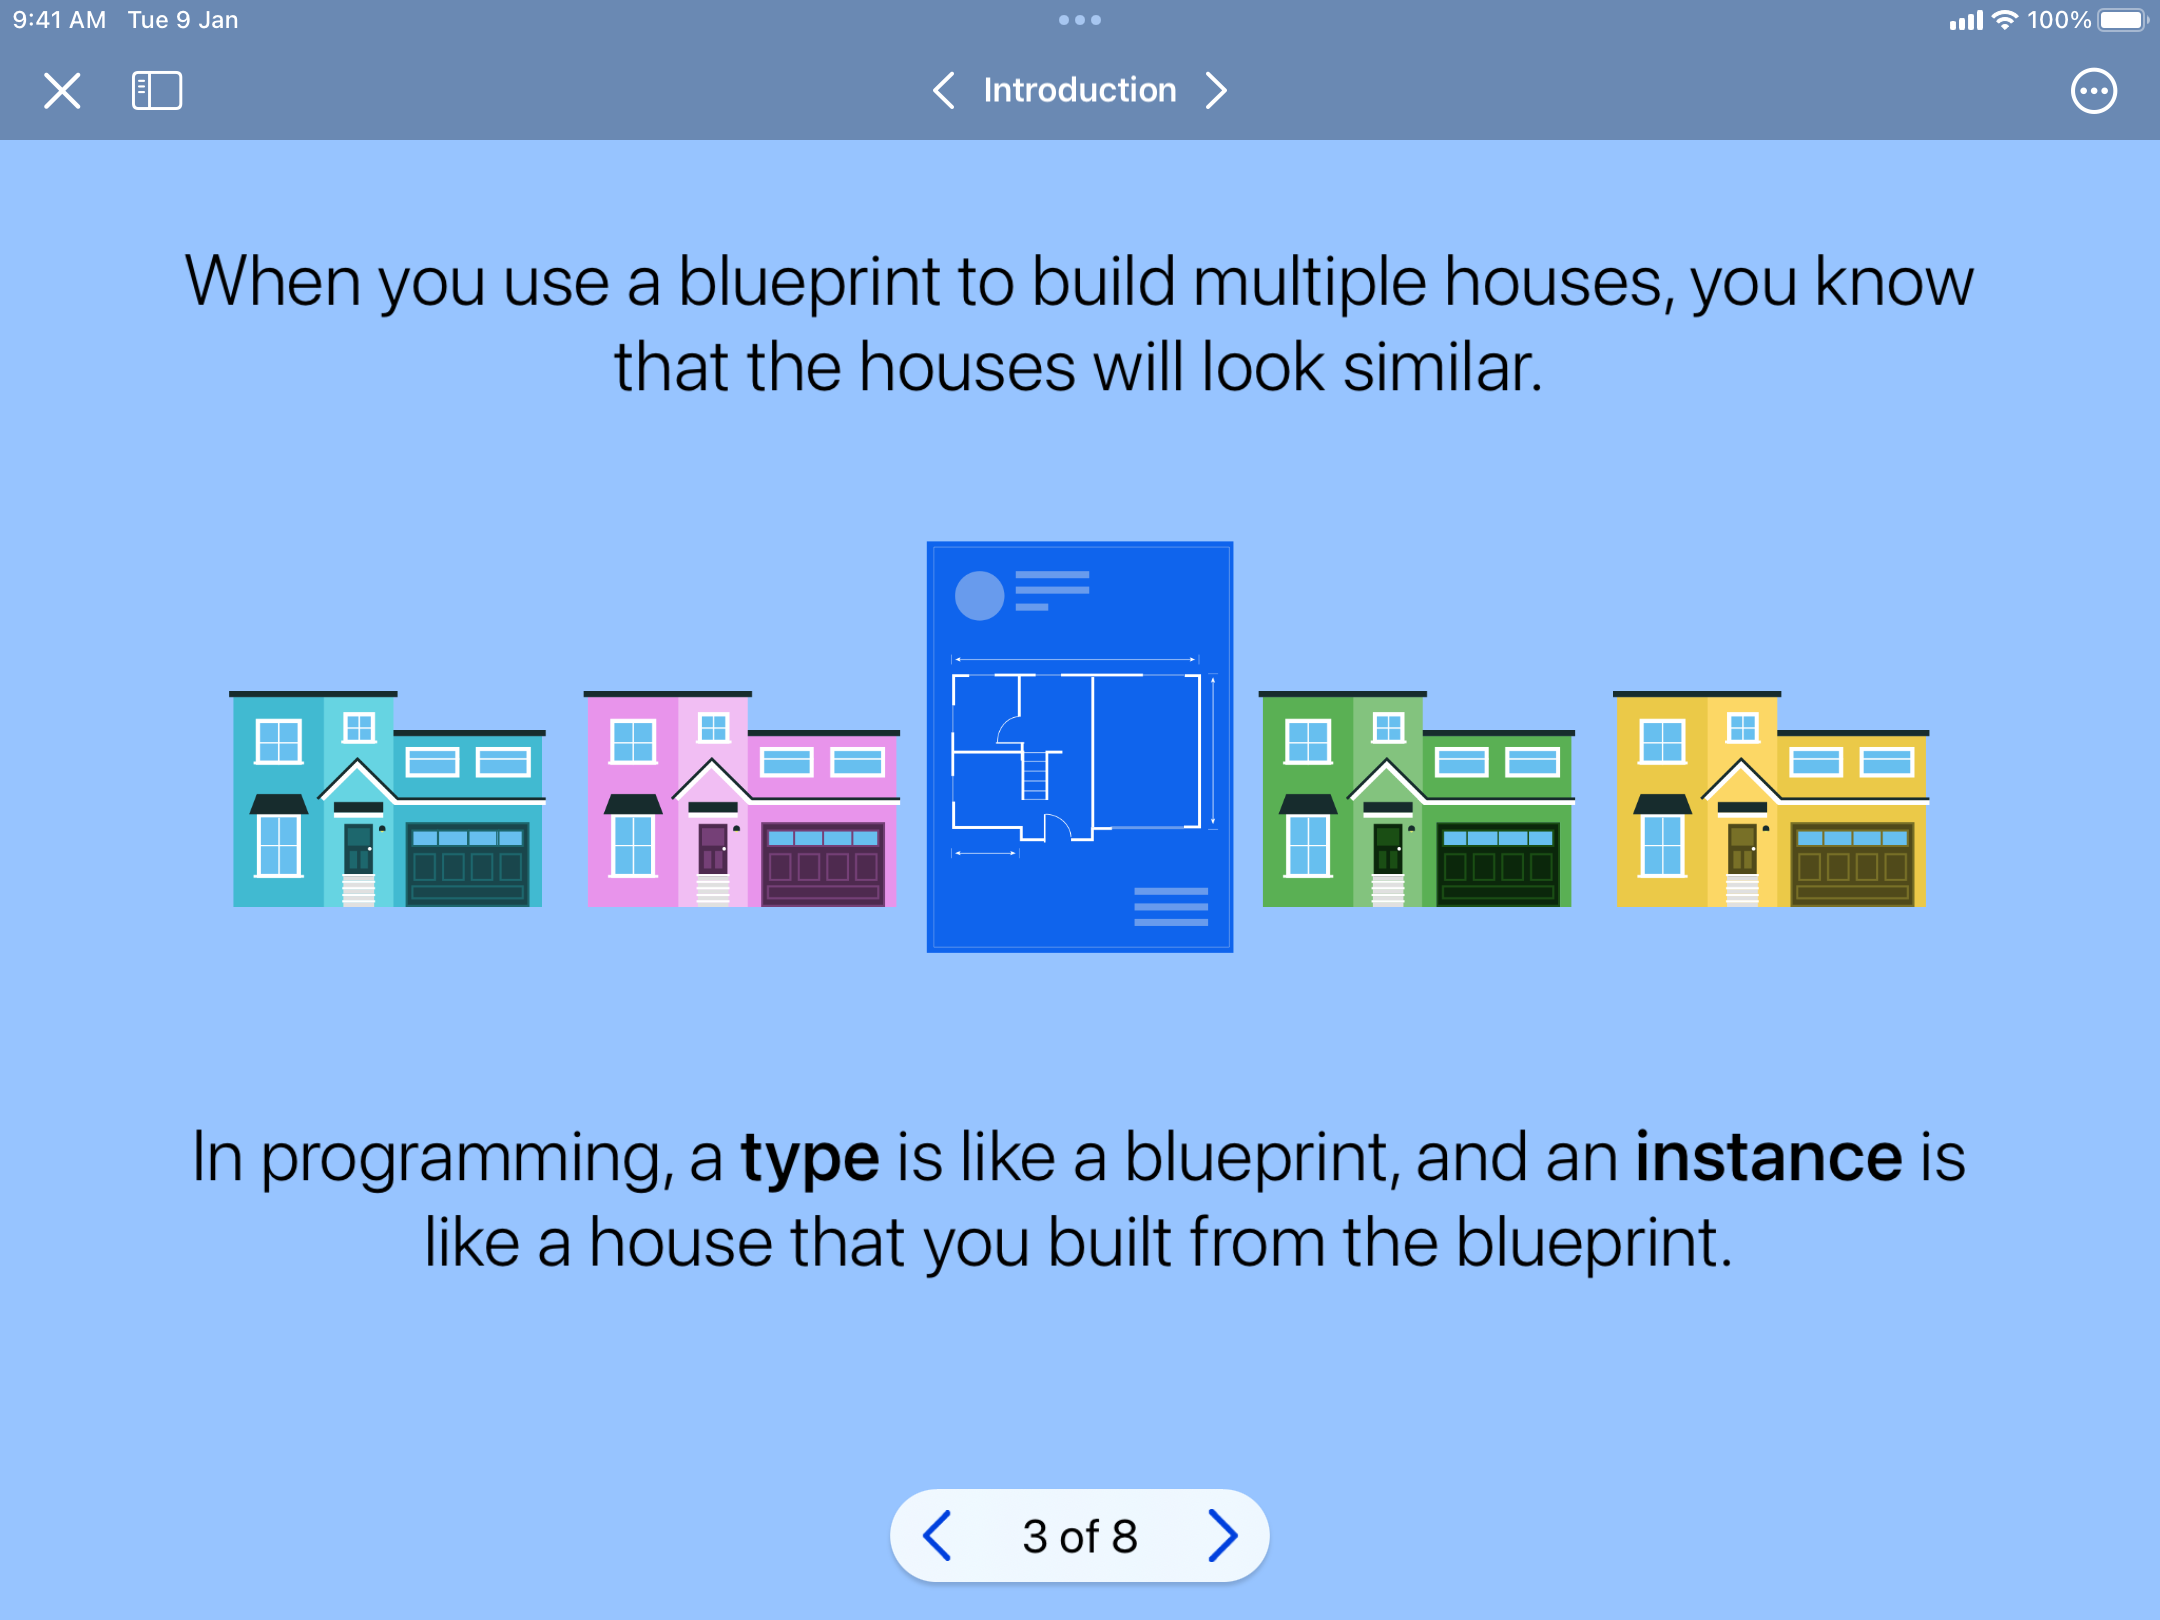 9:41 AM Tue 9 Jan 100%
Introduction
When you use a blueprint to build multiple houses, you know
that the houses will look similar.
In programming, a type is like a blueprint, and an instance is
like a house that you built from the blueprint.
3 of 8